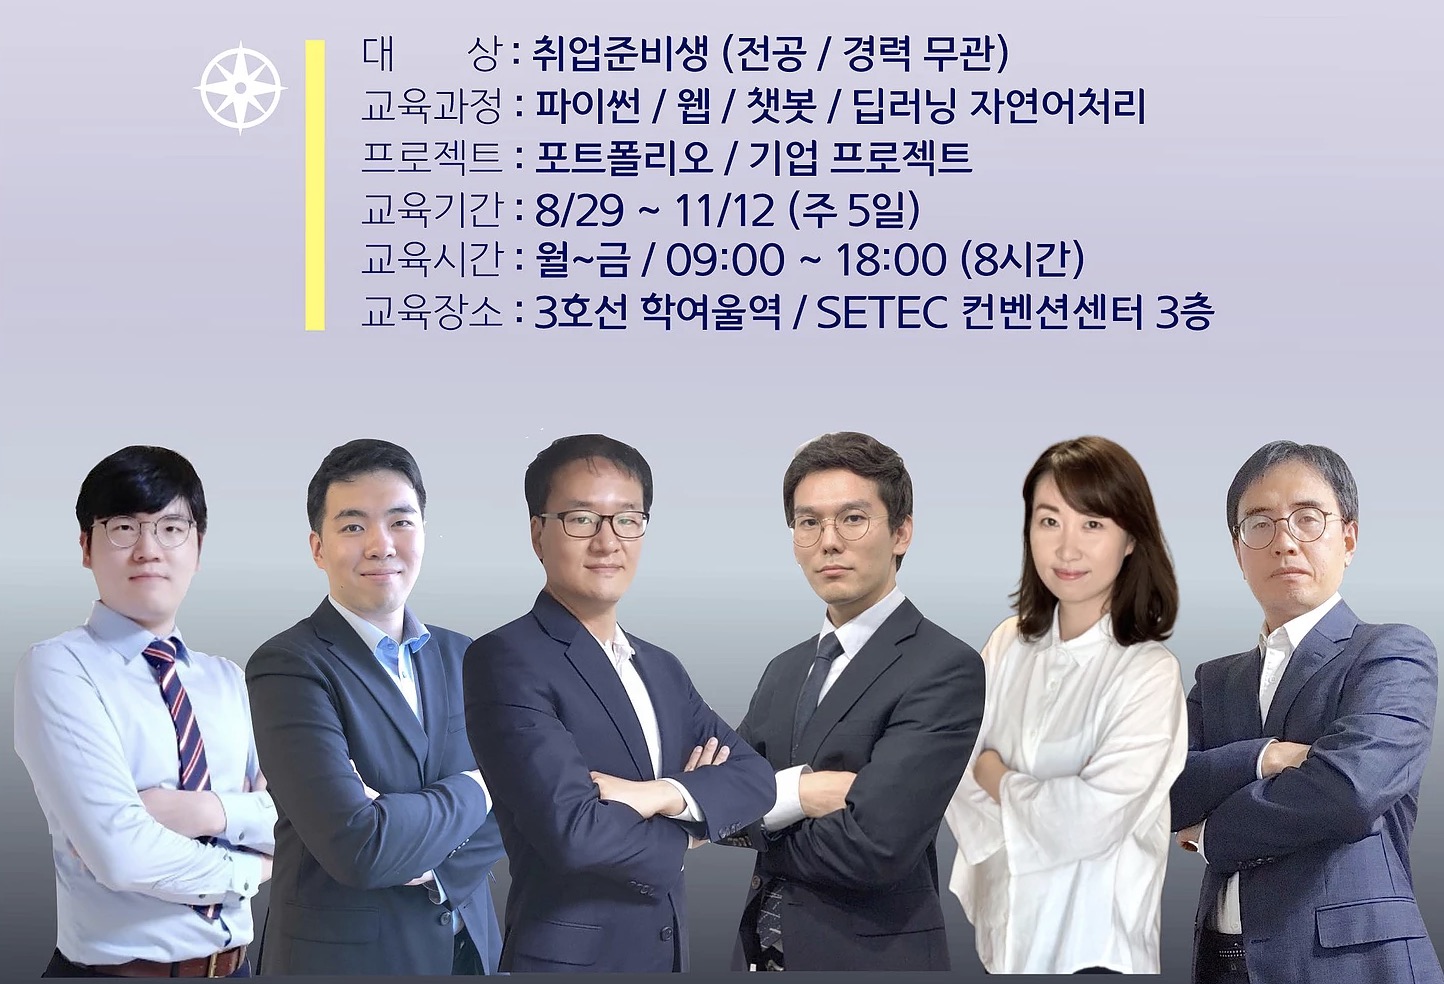 대 상 : 취업준비생 (전공 / 경력 무관)
교육과정 : 파이썬 / 웹 / 챗봇 / 딥러닝 자연어처리
프로젝트 : 포트폴리오 / 기업 프로젝트
교육기간 : 8/29 ~ 11/12 (주 5일)
교육시간 : 월~금 / 09:00 ~ 18:00 (8시간)
교육장소 : 3호선 학여울역 / SETEC 컨벤션센터 3층